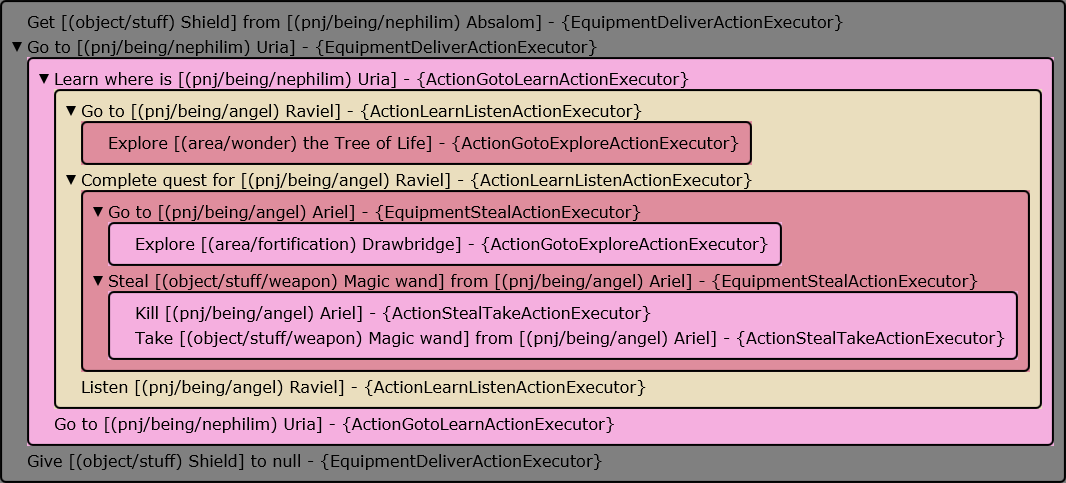 Get [(object/stuff) Shield] from [(pnj/being/nephilim) Absalom] - {EquipmentDeliverActionExecutor}
▼ Go to [(pnj/being/nephilim) Uria] - {EquipmentDeliverActionExecutor}
▼ Learn where is [(pnj/being/nephilim) Uria] - {ActionGotoLearnActionExecutor}
▼ Go to [(pnj/being/angel) Raviel] - {ActionLearnListenActionExecutor}
Explore [(area/wonder) the Tree of Life] - {ActionGotoExploreActionExecutor}
▼ Complete quest for [(pnj/being/angel) Raviel] - {ActionLearnListenActionExecutor}
▼ Go to [(pnj/being/angel) Ariel] - {EquipmentStealActionExecutor}
Explore [(area/fortification) Drawbridge] - {ActionGotoExploreActionExecutor}
▼ Steal [(object/stuff/weapon) Magic wand] from [(pnj/being/angel) Ariel] - {EquipmentStealActionExecutor}
Kill [(pnj/being/angel) Ariel] - {ActionStealTakeActionExecutor}
Take [(object/stuff/weapon) Magic wand] from [(pnj/being/angel) Ariel] - {ActionStealTakeActionExecutor}
Listen [(pnj/being/angel) Raviel] - {ActionLearnListenActionExecutor}
Go to [(pnj/being/nephilim) Uria] - {ActionGotoLearnActionExecutor}
Give [(object/stuff) Shield] to null - {EquipmentDeliverActionExecutor}